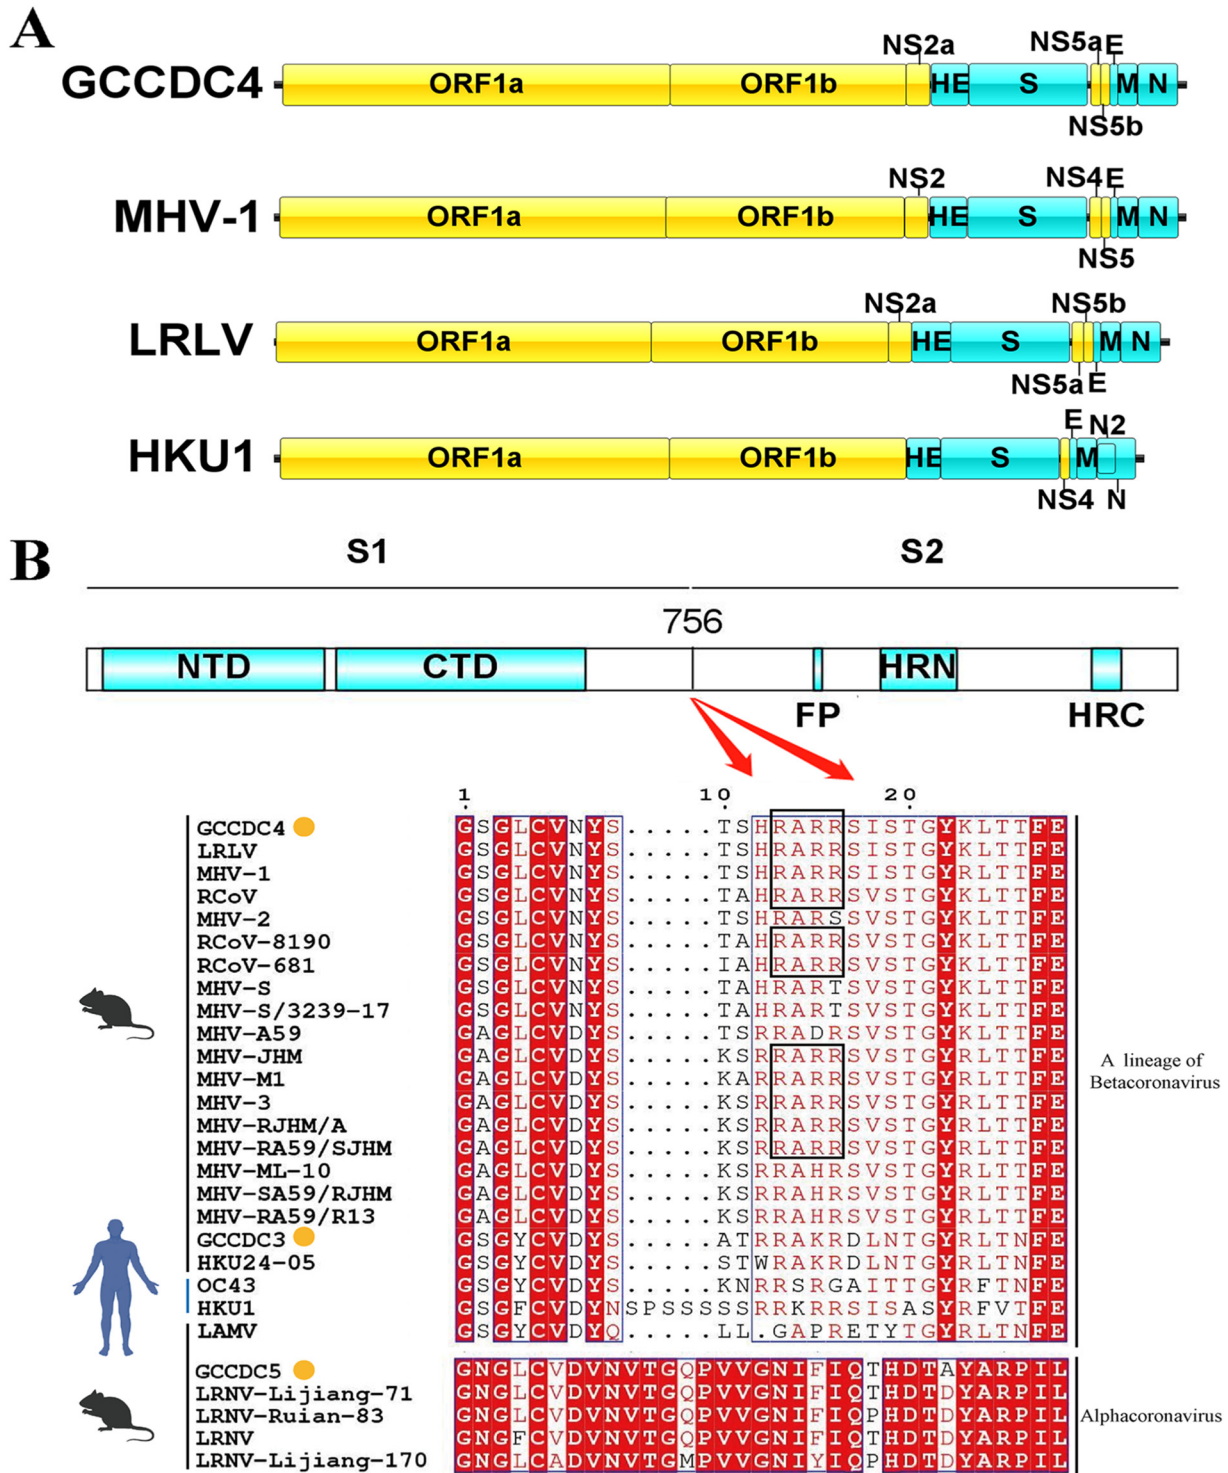 A
NS2a NS5a E
GCCDC4 ORF1a ORF1b HE S M N
NS5b
NS2 NS4 E
MHV-1 ORF1a ORF1b HE S M N
NS5
NS2a NS5b
LRLV ORF1a ORF1b HE S M N
NS5a E
E N2
HKU1 ORF1a ORF1b HE S M
NS4 N
B
S1 S2
756
NTD CTD HRN
FP HRC
1 10 20
GCCDC4 GSGLCVNYS.....TSHRARRSISTGYKLTTFE
LRLV GSGLCVNYS.....TSHRARRSISTGYKLTTFE
MHV-1 GSGLCVNYS.....TSHRARRSISTGYKLTTFE
RCoV GSGLCVNYS.....TAHRARRSVSTGYKLTTFE
MHV-2 GSGLCVNYS.....TSHRARSSVSTGYKLTTFE
RCoV-8190 GSGLCVNYS.....TAHRARRSVSTGYKLTTFE
RCoV-681 GSGLCVNYS.....IAHRARRSVSTGYKLTTFE
MHV-S GSGLCVNYS.....TAHRARTSVSTGYKLTTFE
MHV-S/3239-17 GSGLCVNYS.....TAHRARTSVSTGYKLTTFE
MHV-A59 GAGLCVDYS.....TSRRADRSVSTGYRLTTFE
MHV-JHM GAGLCVDYS.....KSRRARRSVSTGYRLTTFE
MHV-M1 GAGLCVDYS.....KARRARRSVSTGYRLTTFE
MHV-3 GAGLCVDYS.....KSRRARRSVSTGYRLTTFE
MHV-RJHM/A GAGLCVDYS.....KSRRARRSVSTGYRLTTFE
MHV-RA59/SJHM GAGLCVDYS.....KSRRARRSVSTGYRLTTFE
MHV-ML-10 GAGLCVDYS.....KSRRAHRSVSTGYRLTTFE
MHV-SA59/RJHM GAGLCVDYS.....KSRRAHRSVSTGYRLTTFE
MHV-RA59/R13 GAGLCVDYS.....KSRRAHRSVSTGYRLTTFE
GCCDC3 GSGYCVDYS.....ATRRAKRDLNTGYRLTNFE
HKU24-05 GSGYCVDYS.....STWRAKRDLNTGYRLTNFE
OC43 GSGYCVDYS.....KNRRSRGAITTGYRFTNFE
HKU1 GSGFCVDYNSPSSSSSRRKRRSISASYRFVTFE
LAMV GSGYCVDYQ.....LL.GAPRETYTGYRLTNFE
A lineage of
Betacoronavirus
GCCDC5 GNGLCVDVNVTGQPVVGNIFIQTHDTAYARPIL
LRNV-Lijiang-71 GNGLCVDVNVTGQPVVGNIFIQTHDTDYARPIL
LRNV-Ruian-83 GNGLCVDVNVTGQPVVGNIFIQPHDTDYARPIL
LRNV GNGFCVDVNVTGQPVVGNIFIQTHDTDYARPIL
LRNV-Lijiang-170 GNGLCADVNVTGMPVVGNIYIQPHDTDYARPIL
Alphacoronavirus